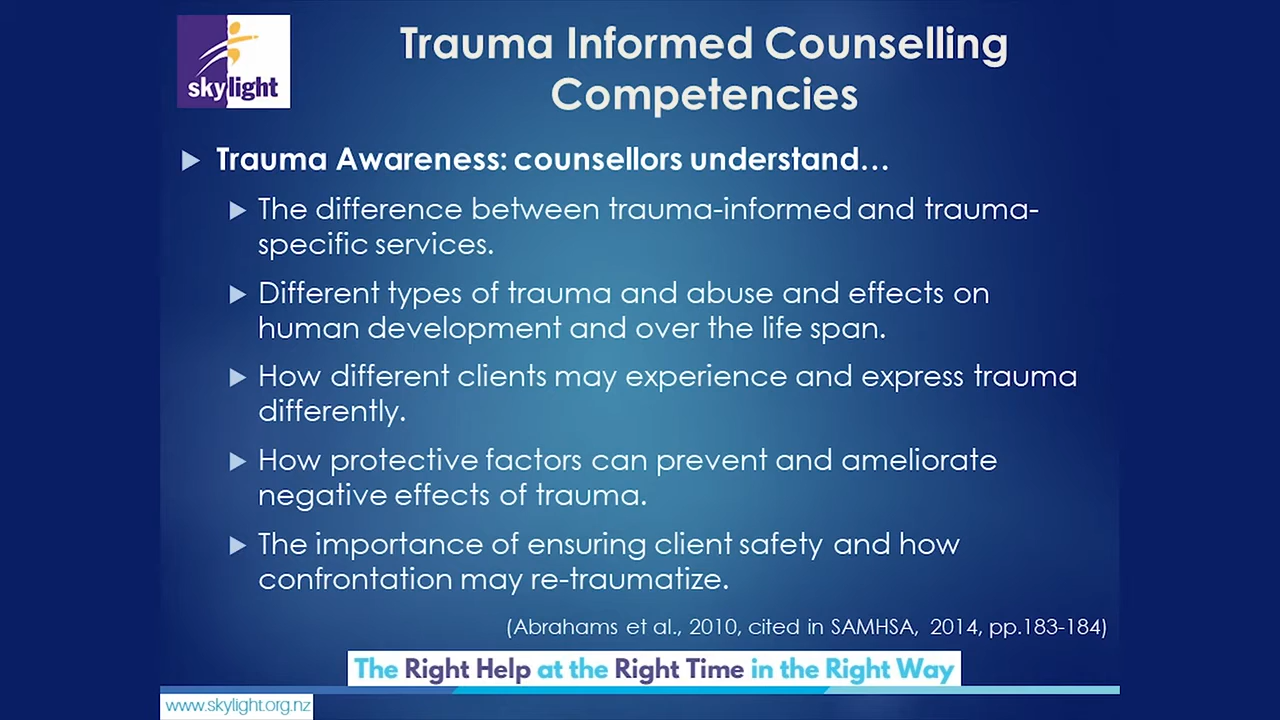 skylight
Trauma Informed Counselling
Competencies
Trauma Awareness: counsellors understand...
The difference between trauma-informed and trauma-
specific services.
Different types of trauma and abuse and effects on
human development and over the life span.
How different clients may experience and express trauma
differently.
How protective factors can prevent and ameliorate
negative effects of trauma.
The importance of ensuring client safety and how
confrontation may re-traumatize.
(Abrahams et al., 2010, cited in SAMHSA, 2014, pp.183-184)
The Right Help at the Right Time in the Right Way
www.skylight.org.nz